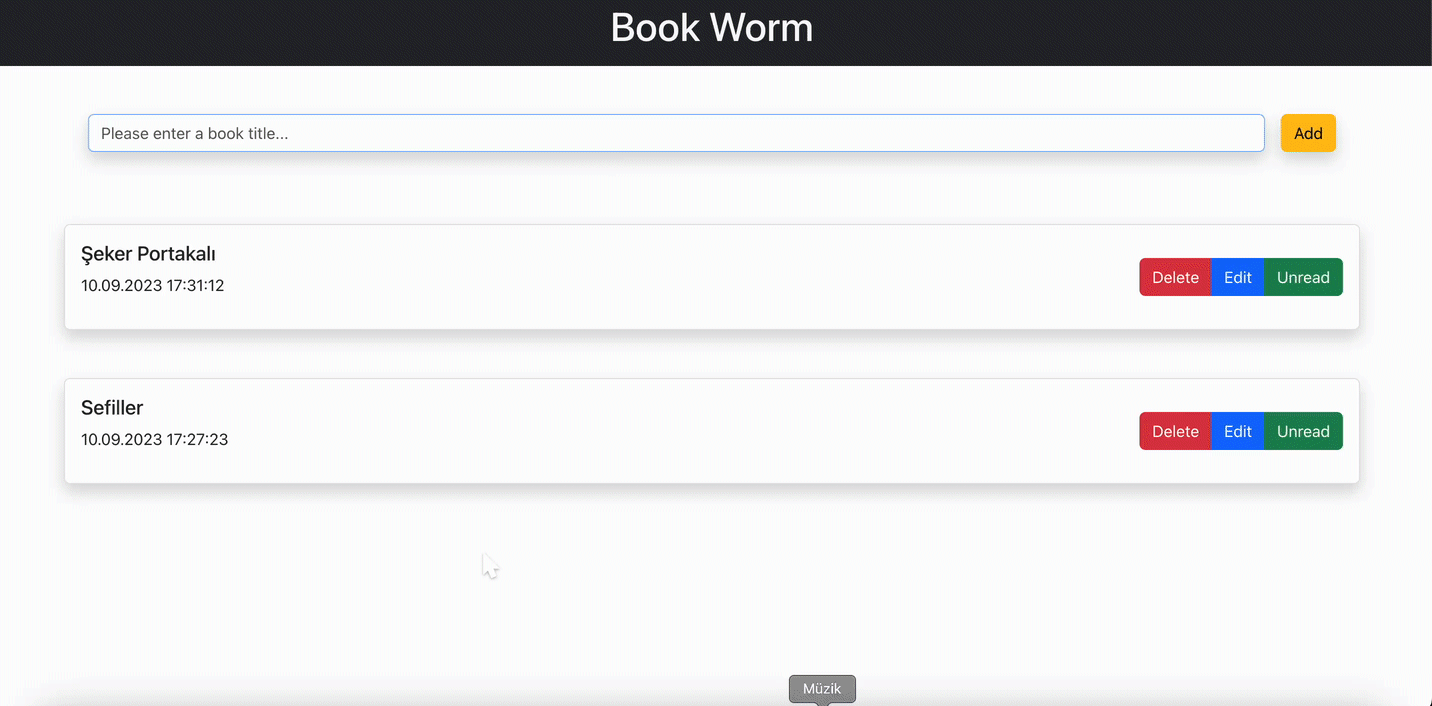 Book Worm
Please enter a book title...
Add
Şeker Portakalı
10.09.2023 17:31:12
Delete
Edit
Unread
Sefiller
10.09.2023 17:27:23
Delete
Edit
Unread
Müzik